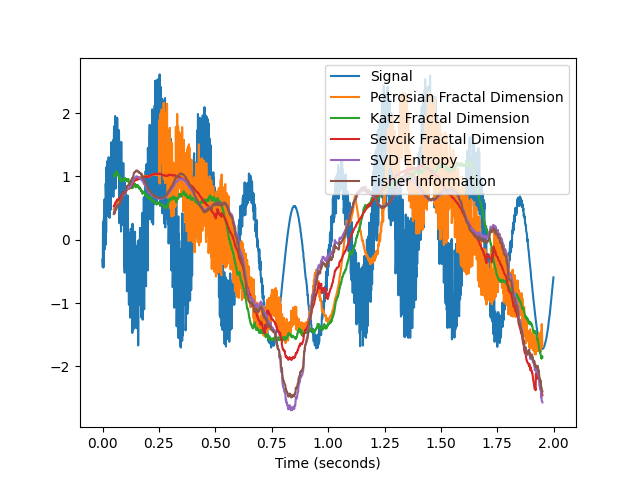 Signal
Petrosian Fractal Dimension
Katz Fractal Dimension
Sevcik Fractal Dimension
SVD Entropy
Fisher Information
2
1
0
−1
−2
0.00 0.25 0.50 0.75 1.00 1.25 1.50 1.75 2.00
Time (seconds)